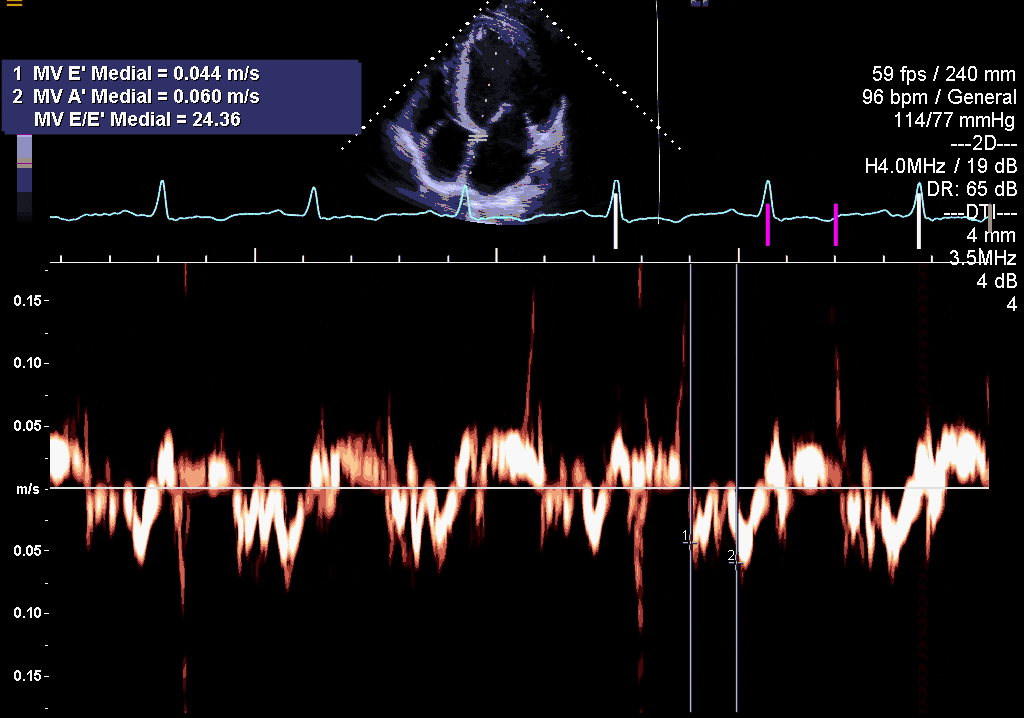 1 MV E' Medial = 0.044 m/s
2 MV A' Medial = 0.060 m/s
MV E/E' Medial = 24.36
59 fps / 240 mm
96 bpm / General
114/77 mmHg
---2D---
H4.0MHz / 19 dB
DR: 65 dB
---DTI---
4 mm
3.5MHz
4 dB
4
0.15
0.10
0.05
m/s
0.05
0.10
0.15
1
2